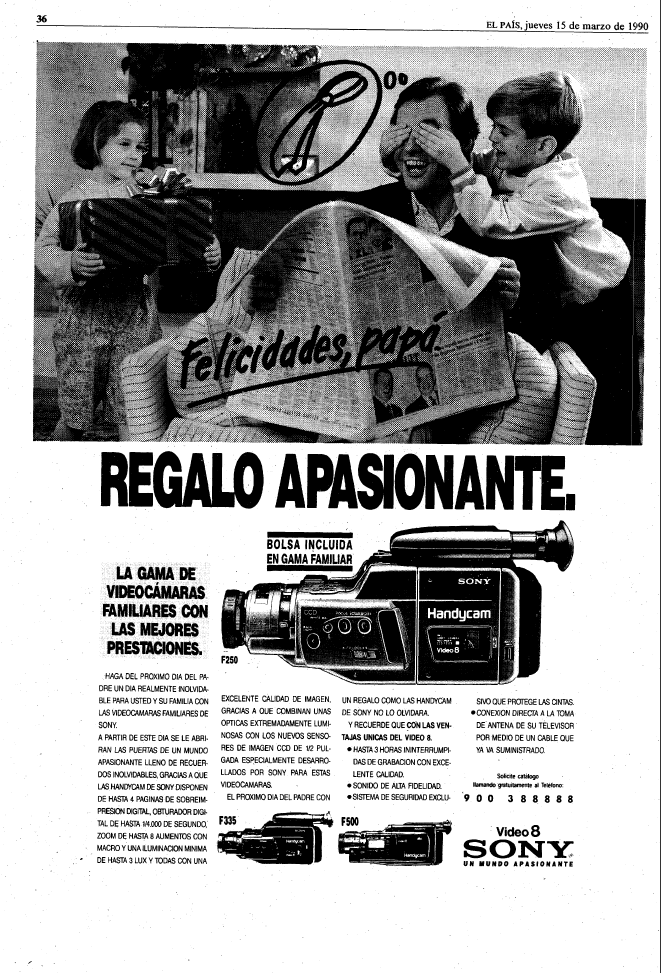 36
EL PAÍS, jueves 15 de marzo de 1990
Felicidades, papá
REGALO APASIONANTE.
BOLSA INCLUIDA
EN GAMA FAMILIAR
LA GAMA DE
VIDEOCÁMARAS
FAMILIARES CON
LAS MEJORES
PRESTACIONES.
SONY
CCD
Handycam
Video 8
F250
HAGA DEL PROXIMO DIA DEL PA-
DRE UN DIA REALMENTE INOLVIDA-
BLE PARA USTED Y SU FAMILIA CON
LAS VIDEOCAMARAS FAMILIARES DE
SONY.
A PARTIR DE ESTE DIA SE LE ABRI-
RAN LAS PUERTAS DE UN MUNDO
APASIONANTE LLENO DE RECUER-
DOS INOLVIDABLES, GRACIAS A QUE
LAS HANDYCAM DE SONY DISPONEN
DE HASTA 4 PAGINAS DE SOBREIM-
PRESION DIGITAL, OBTURADOR DIGI-
TAL DE HASTA 1/4.000 DE SEGUNDO,
ZOOM DE HASTA 8 AUMENTOS CON
MACRO Y UNA ILUMINACION MINIMA
DE HASTA 3 LUX Y TODAS CON UNA
EXCELENTE CALIDAD DE IMAGEN,
GRACIAS A QUE COMBINAN UNAS
OPTICAS EXTREMADAMENTE LUMI-
NOSAS CON LOS NUEVOS SENSO-
RES DE IMAGEN CCD DE 1/2 PUL-
GADA ESPECIALMENTE DESARRO-
LLADOS POR SONY PARA ESTAS
VIDEOCAMARAS.
EL PROXIMO DIA DEL PADRE CON
UN REGALO COMO LAS HANDYCAM
DE SONY NO LO OLVIDARA.
Y RECUERDE QUE CON LAS VEN-
TAJAS UNICAS DEL VIDEO 8.
● HASTA 3 HORAS ININTERRUMPI-
DAS DE GRABACION CON EXCE-
LENTE CALIDAD.
● SONIDO DE ALTA FIDELIDAD.
● SISTEMA DE SEGURIDAD EXCLU-
SIVO QUE PROTEGE LAS CINTAS.
● CONEXION DIRECTA A LA TOMA
DE ANTENA DE SU TELEVISOR
POR MEDIO DE UN CABLE QUE
YA VA SUMINISTRADO.
Solicite catálogo
llamando gratuitamente al Teléfono:
900 388888
F335
Handycam
F500
Handycam
Video 8
SONY
UN MUNDO APASIONANTE